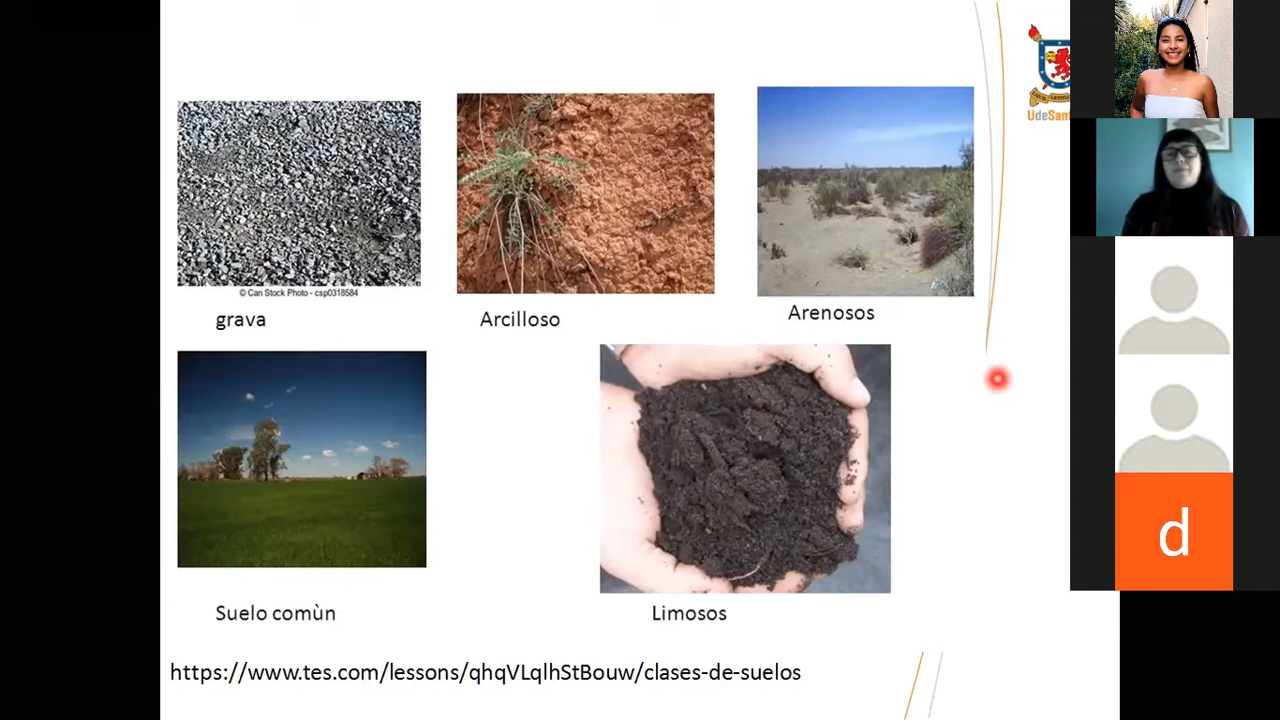 © Can Stock Photo - csp0318584
grava
Arcilloso
Arenosos
UdeSant
Suelo comùn
Limosos
https://www.tes.com/lessons/qhqVLqlhStBouw/clases-de-suelos
d